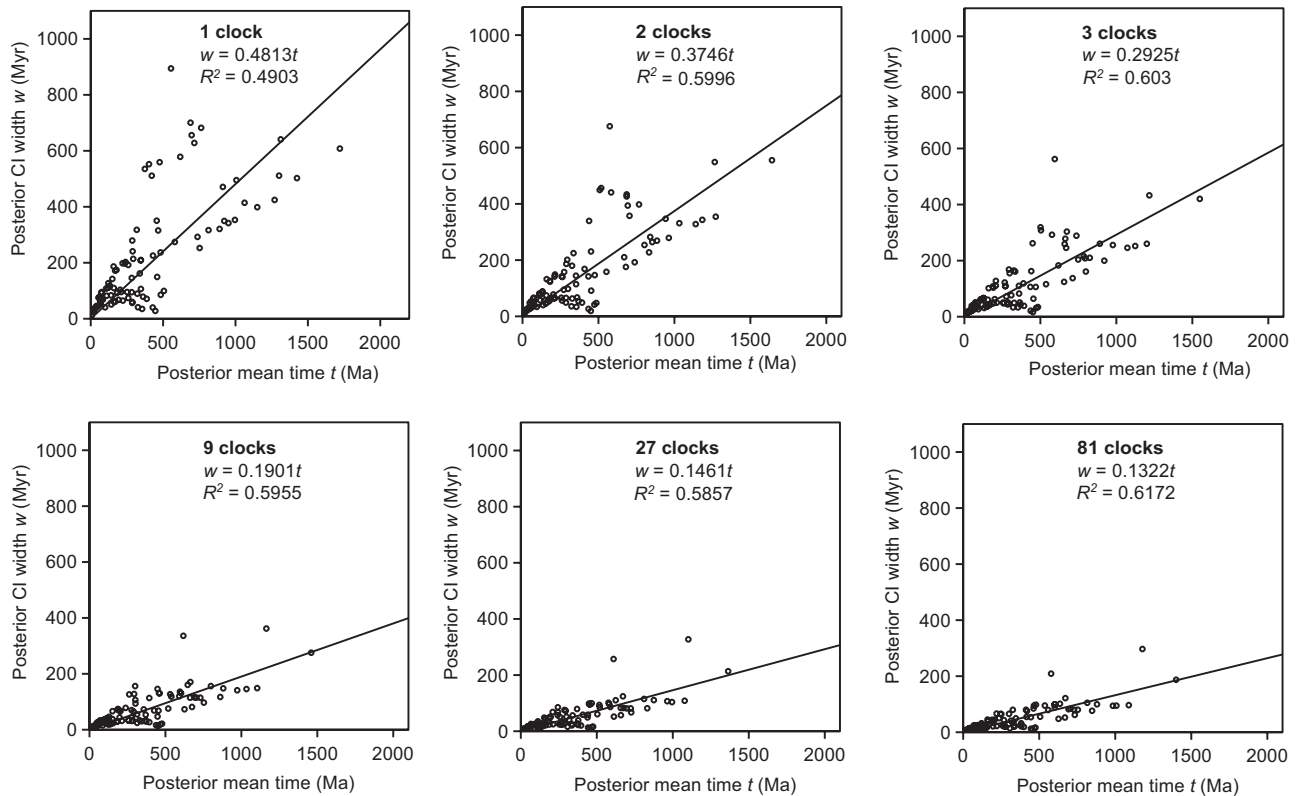 1 clock
w = 0.4813t
R² = 0.4903
Posterior CI width w (Myr)
1000
800
600
400
200
0
0 500 1000 1500 2000
Posterior mean time t (Ma)
2 clocks
w = 0.3746t
R² = 0.5996
Posterior CI width w (Myr)
1000
800
600
400
200
0
0 500 1000 1500 2000
Posterior mean time t (Ma)
3 clocks
w = 0.2925t
R² = 0.603
Posterior CI width w (Myr)
1000
800
600
400
200
0
0 500 1000 1500 2000
Posterior mean time t (Ma)
9 clocks
w = 0.1901t
R² = 0.5955
Posterior CI width w (Myr)
1000
800
600
400
200
0
0 500 1000 1500 2000
Posterior mean time t (Ma)
27 clocks
w = 0.1461t
R² = 0.5857
Posterior CI width w (Myr)
1000
800
600
400
200
0
0 500 1000 1500 2000
Posterior mean time t (Ma)
81 clocks
w = 0.1322t
R² = 0.6172
Posterior CI width w (Myr)
1000
800
600
400
200
0
0 500 1000 1500 2000
Posterior mean time t (Ma)